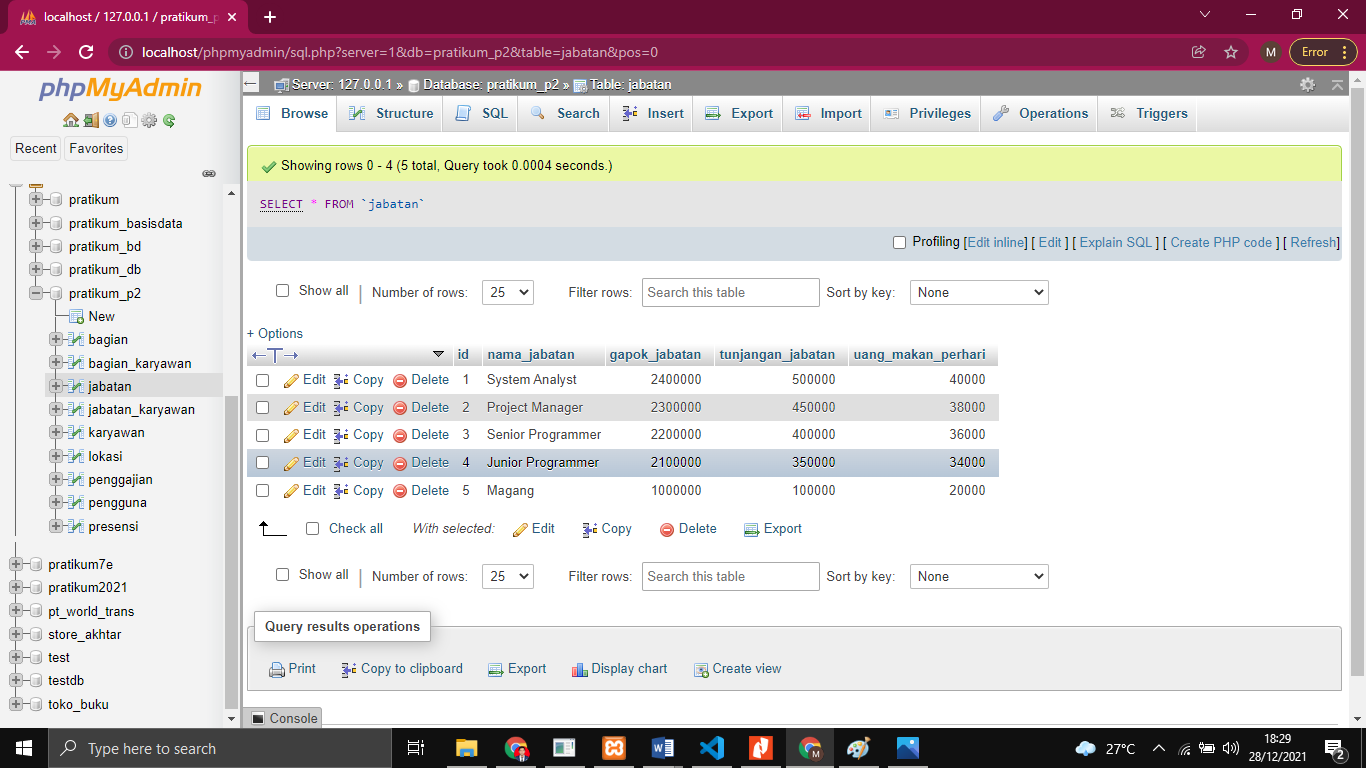 localhost / 127.0.0.1 / pratikum_p
localhost/phpmyadmin/sql.php?server=1&db=pratikum_p2&table=jabatan&pos=0
M
Error
phpMyAdmin
Recent
Favorites
pratikum
pratikum_basisdata
pratikum_bd
pratikum_db
pratikum_p2
New
bagian
bagian_karyawan
jabatan
jabatan_karyawan
karyawan
lokasi
penggajian
pengguna
presensi
pratikum7e
pratikum2021
pt_world_trans
store_akhtar
test
testdb
toko_buku
Server: 127.0.0.1 » Database: pratikum_p2 » Table: jabatan
Browse Structure SQL Search Insert Export Import Privileges Operations Triggers
Showing rows 0 - 4 (5 total, Query took 0.0004 seconds.)
SELECT * FROM `jabatan`
Profiling [Edit inline] [ Edit ] [ Explain SQL ] [ Create PHP code ] [ Refresh]
Show all | Number of rows: 25 Filter rows: Search this table Sort by key: None
+ Options
←T→ id nama_jabatan gapok_jabatan tunjangan_jabatan uang_makan_perhari
Edit Copy Delete 1 System Analyst 2400000 500000 40000
Edit Copy Delete 2 Project Manager 2300000 450000 38000
Edit Copy Delete 3 Senior Programmer 2200000 400000 36000
Edit Copy Delete 4 Junior Programmer 2100000 350000 34000
Edit Copy Delete 5 Magang 1000000 100000 20000
Check all With selected: Edit Copy Delete Export
Show all | Number of rows: 25 Filter rows: Search this table Sort by key: None
Query results operations
Print Copy to clipboard Export Display chart Create view
Console
Type here to search
27°C
18:29
28/12/2021
2